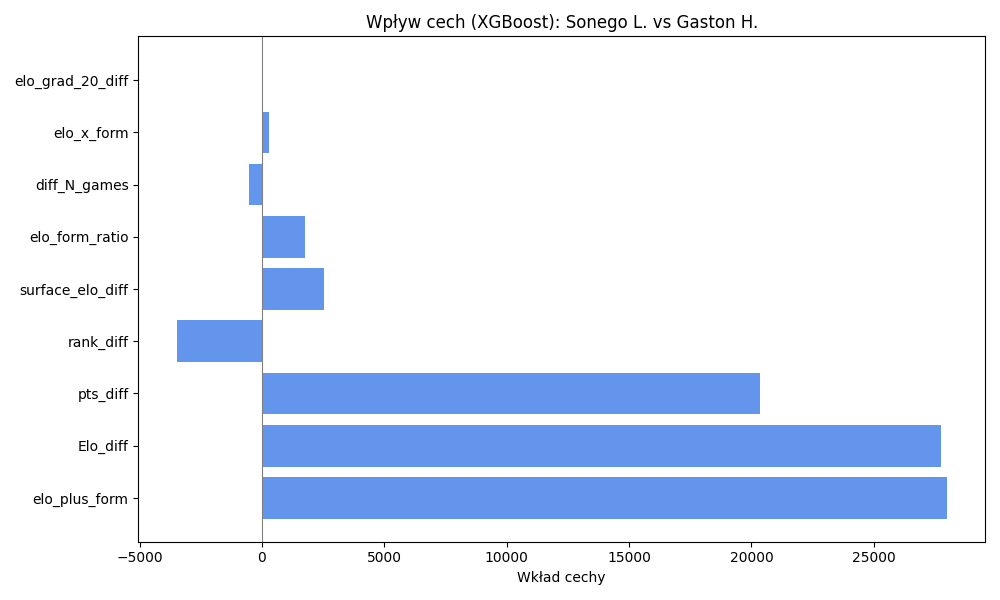 Wpływ cech (XGBoost): Sonego L. vs Gaston H.
elo_grad_20_diff
elo_x_form
diff_N_games
elo_form_ratio
surface_elo_diff
rank_diff
pts_diff
Elo_diff
elo_plus_form
−5000 0 5000 10000 15000 20000 25000
Wkład cechy